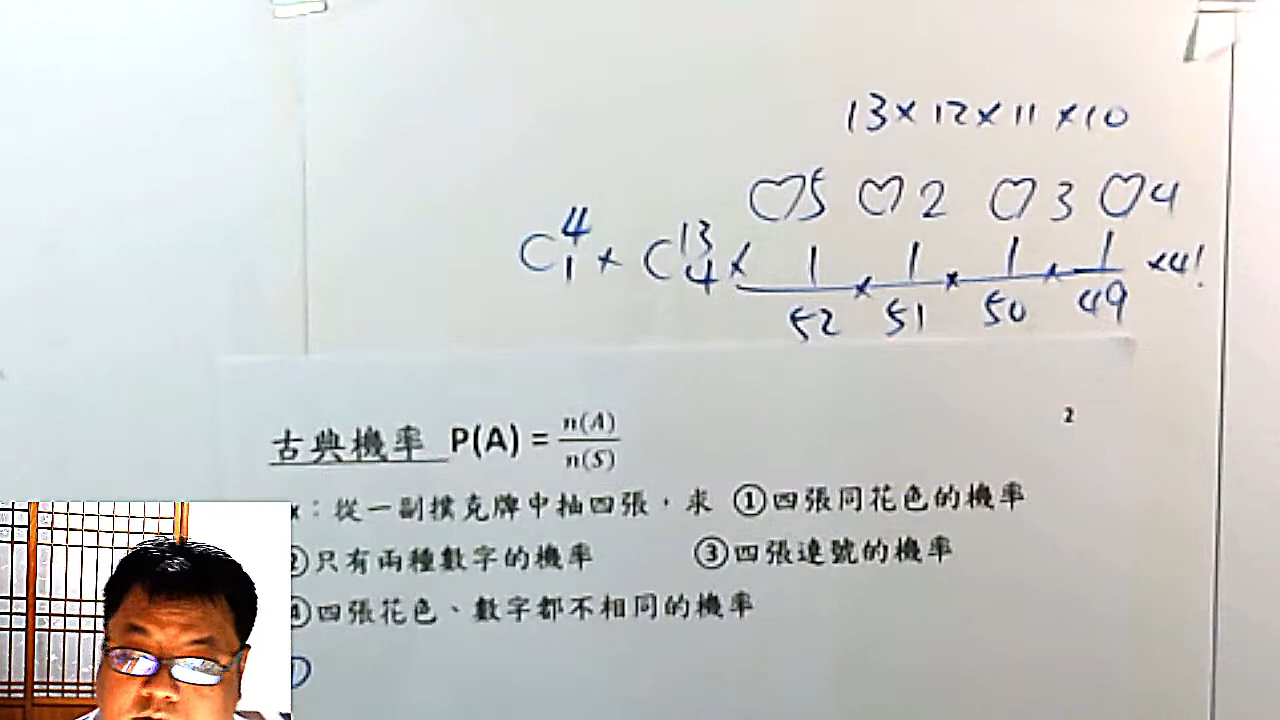 13×12×11×10
♡5 ♡2 ♡3 ♡4
C⁴₁ × C¹³₄ × 1/52 × 1/51 × 1/50 × 1/49 ×4!
2
古典機率 P(A) = n(A)/n(S)
x：從一副撲克牌中抽四張，求 ①四張同花色的機率
②只有兩種數字的機率 ③四張連號的機率
④四張花色、數字都不相同的機率
①